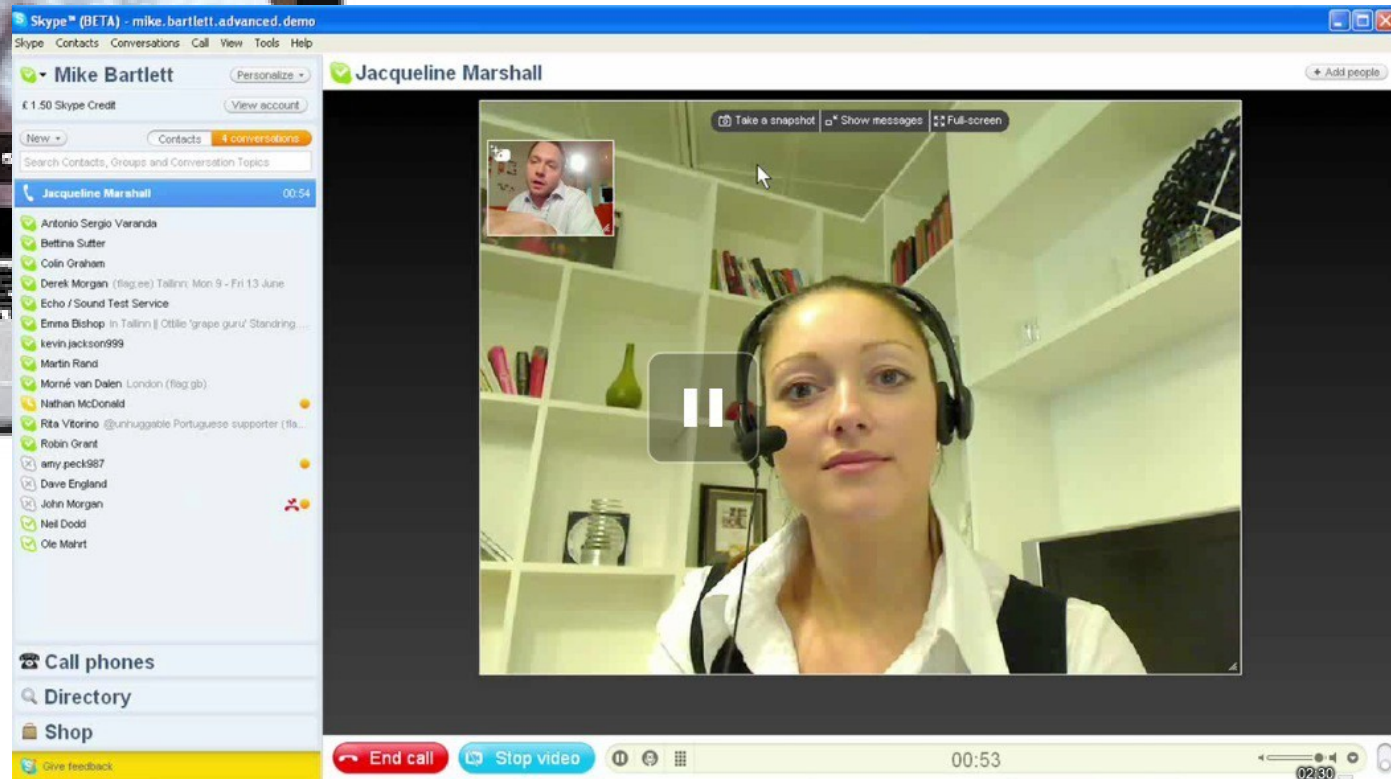 Skype™ (BETA) - mike.bartlett.advanced.demo
Skype Contacts Conversations Call View Tools Help
Mike Bartlett
Personalize
£ 1.50 Skype Credit
View account
New
Contacts
4 conversations
Search Contacts, Groups and Conversation Topics
Jacqueline Marshall 00:54
Antonio Sergio Varanda
Bettina Sutter
Colin Graham
Derek Morgan (flag:ee) Tallinn; Mon 9 - Fri 13 June
Echo / Sound Test Service
Emma Bishop In Tallinn || Ottilie 'grape guru' Standring ...
kevin.jackson999
Martin Rand
Morné van Dalen London (flag:gb)
Nathan McDonald
Rita Vitorino @unhuggable Portuguese supporter (fla...
Robin Grant
amy.peck987
Dave England
John Morgan
Neil Dodd
Ole Mahrt
Call phones
Directory
Shop
Give feedback
Jacqueline Marshall
+ Add people
Take a snapshot Show messages Full-screen
End call
Stop video
00:53
02:30